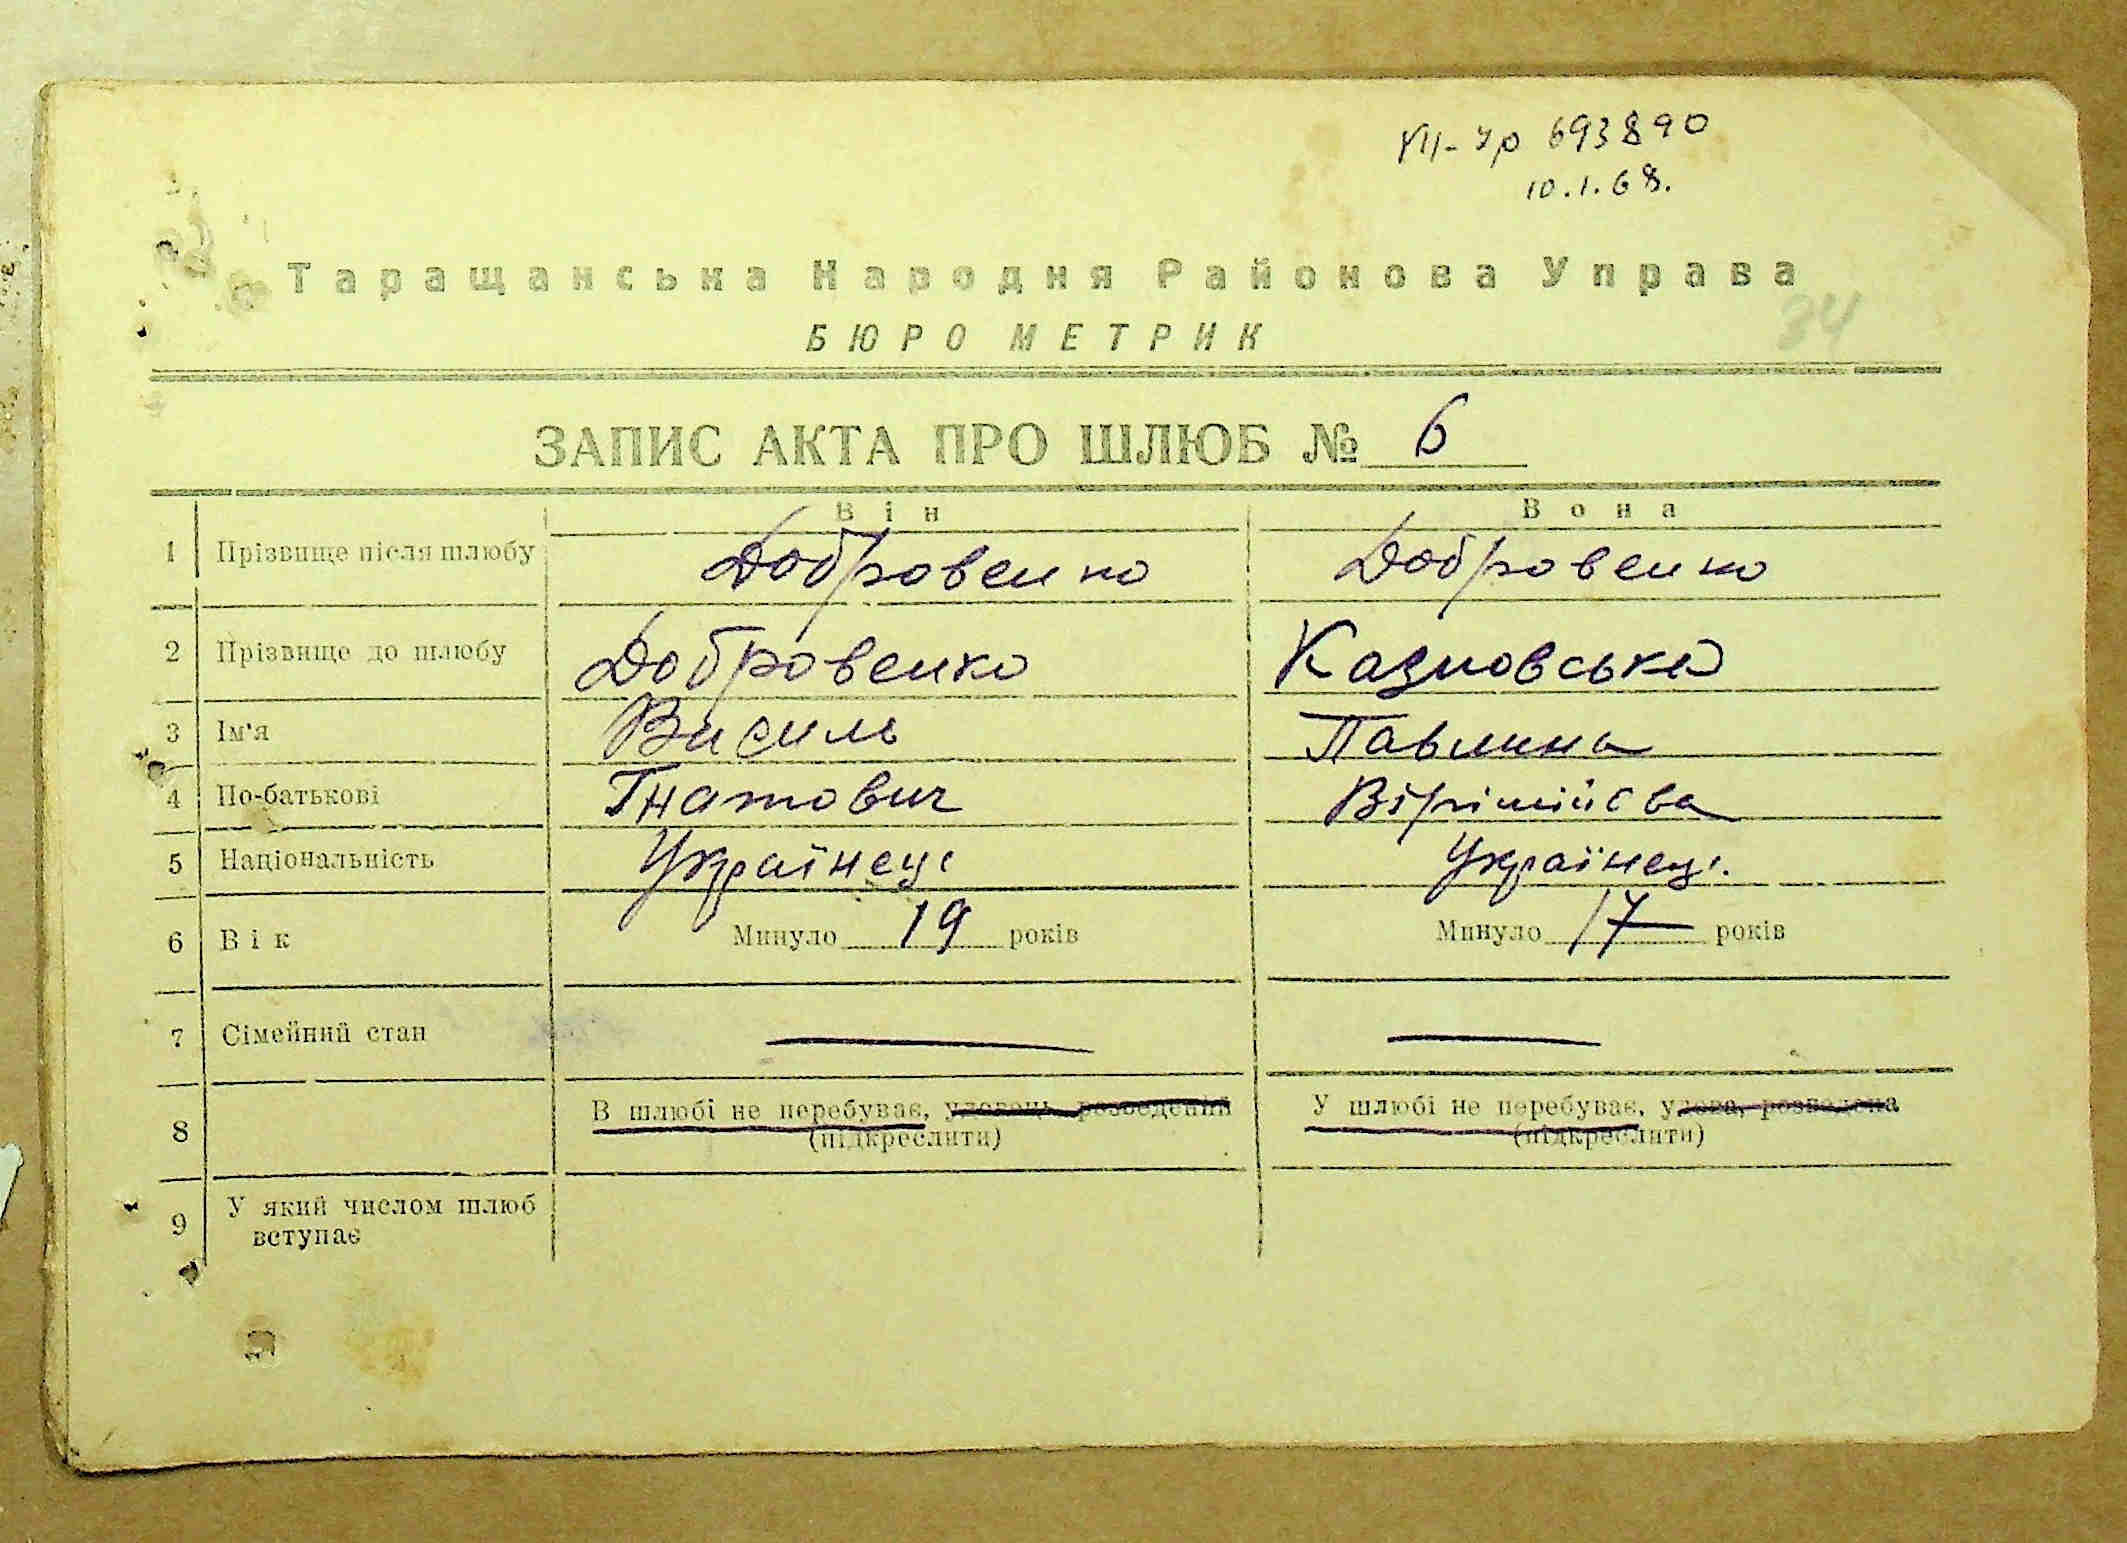 VII-УР 693890
10.1.68.
Таращанська Народня Районова Управа
34
БЮРО МЕТРИК
ЗАПИС АКТА ПРО ШЛЮБ № 6
Він Вона
1 Прізвище після шлюбу Добровенко Добровенко
2 Прізвище до шлюбу Добровенко Казновська
3 Ім'я Василь Павлина
4 По-батькові Гнатович
5 Національність Українець Українець.
6 Вік Минуло 19 років Минуло 17 років
7 Сімейний стан — —
8 В шлюбі не перебуває, удовець, розведений У шлюбі не перебуває, удова, розведена
(підкреслити) (підкреслити)
9 У який числом шлюб
вступає